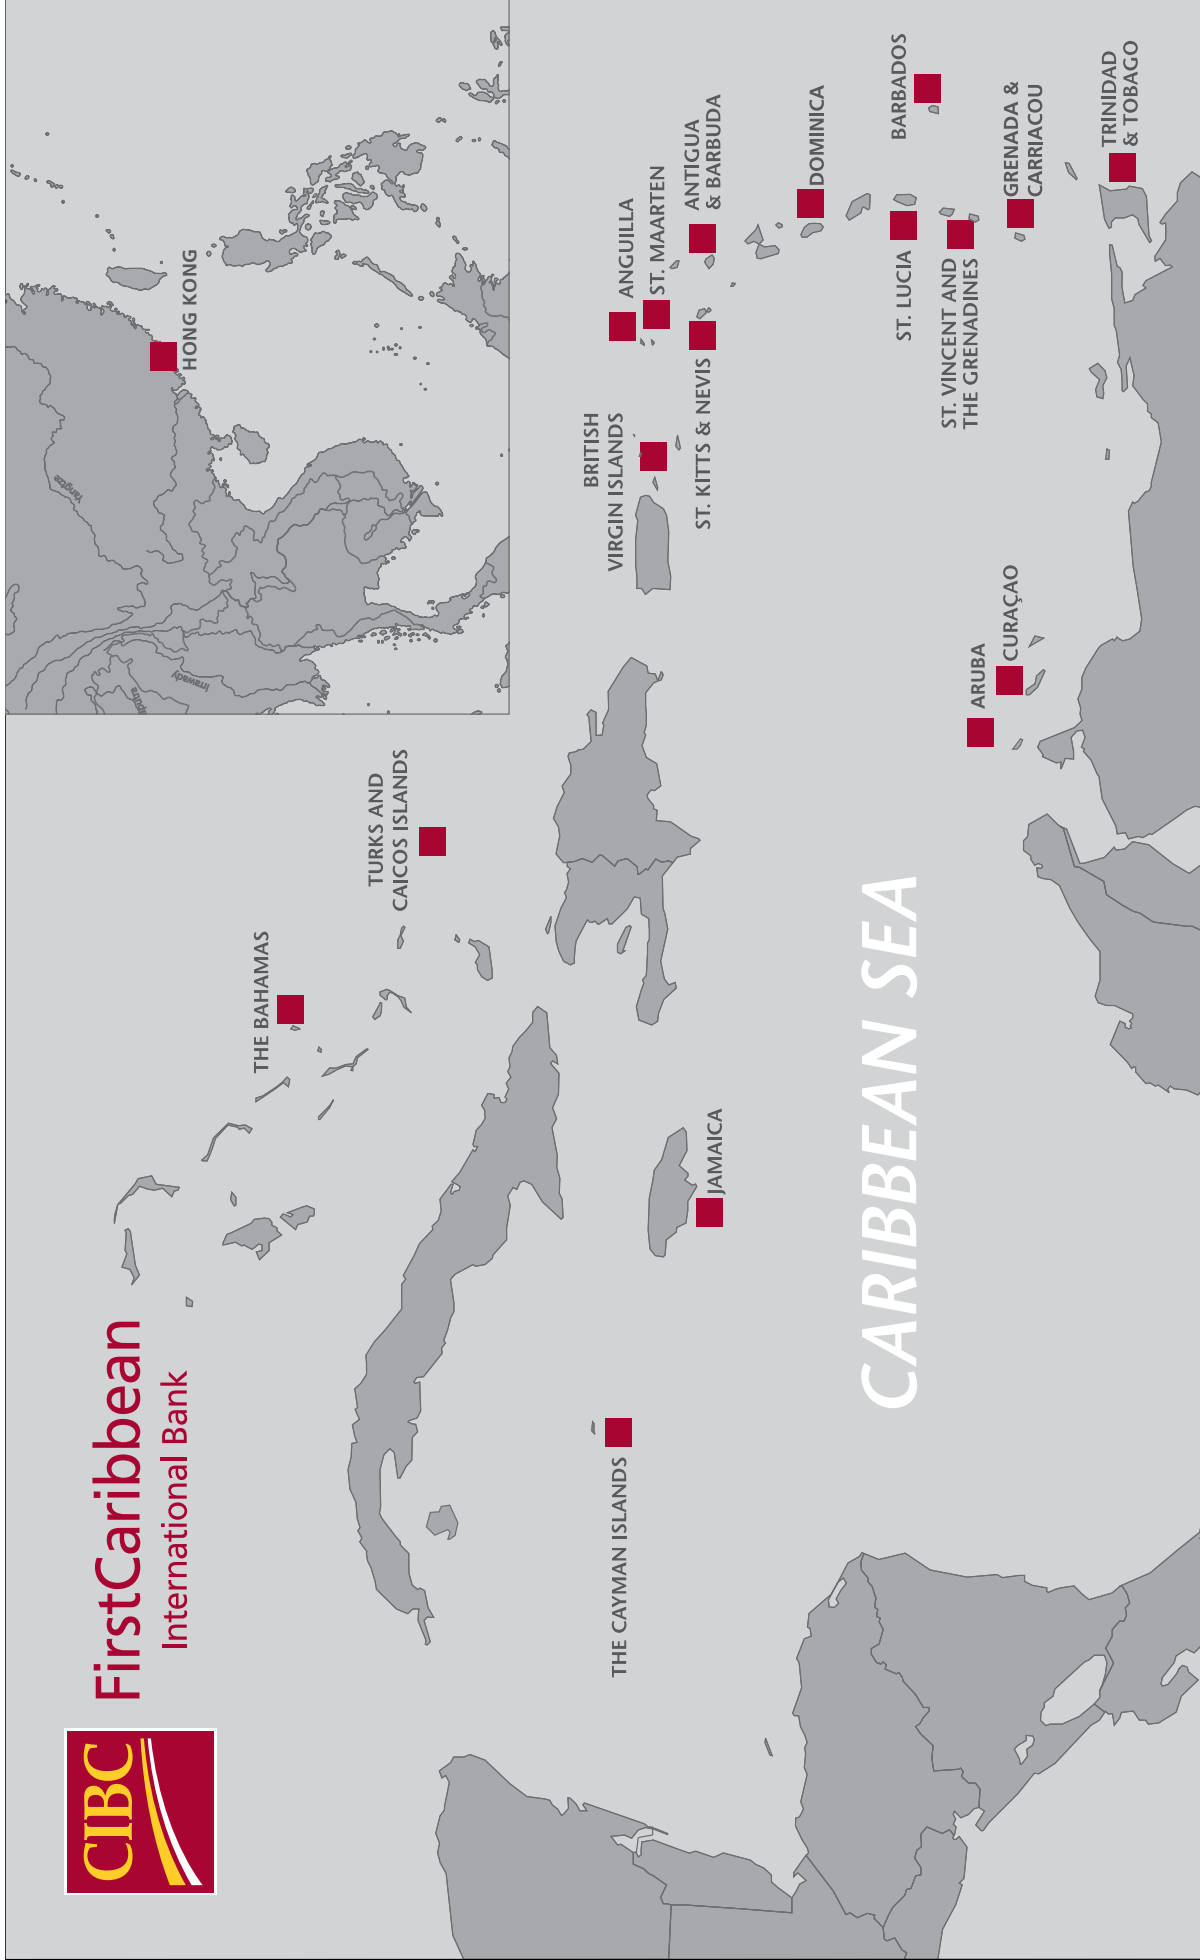 CIBC
FirstCaribbean
International Bank
THE BAHAMAS
TURKS AND
CAICOS ISLANDS
Yangtze
Irrawady
HONG KONG
THE CAYMAN ISLANDS
JAMAICA
BRITISH
VIRGIN ISLANDS
ANGUILLA
ST. MAARTEN
ST. KITTS & NEVIS
ANTIGUA
& BARBUDA
DOMINICA
CARIBBEAN SEA
ST. LUCIA
BARBADOS
ST. VINCENT AND
THE GRENADINES
GRENADA &
CARRIACOU
ARUBA
CURAÇAO
TRINIDAD
& TOBAGO